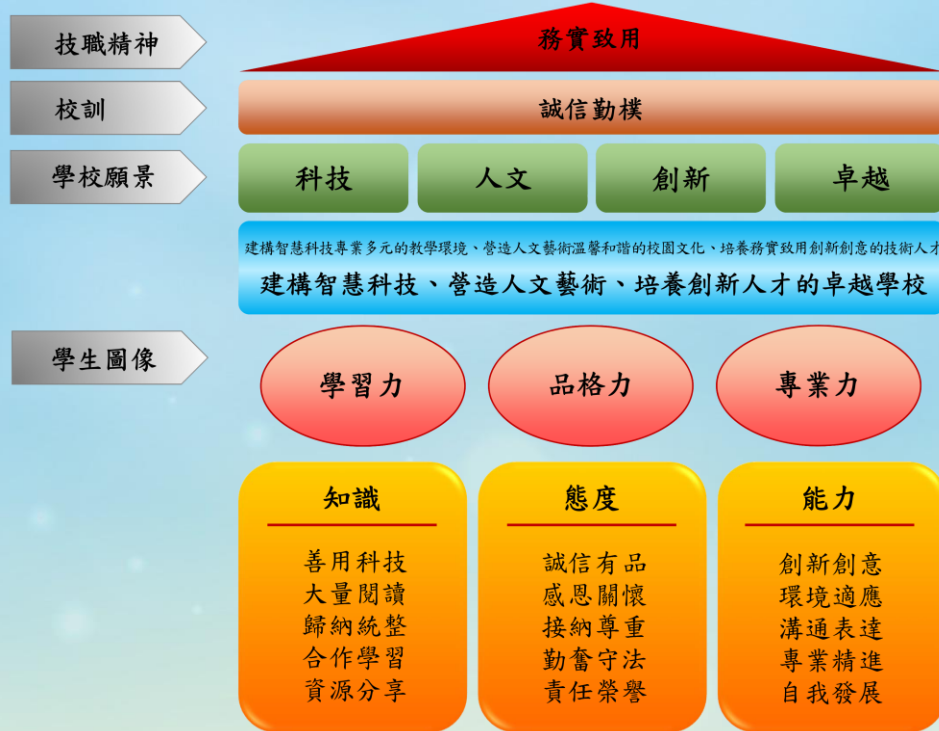 技職精神
務實致用
校訓
誠信勤樸
學校願景
科技
人文
創新
卓越
建構智慧科技專業多元的教學環境、營造人文藝術溫馨和諧的校園文化、培養務實致用創新創意的技術人才
建構智慧科技、營造人文藝術、培養創新人才的卓越學校
學生圖像
學習力
品格力
專業力
知識
善用科技
大量閱讀
歸納統整
合作學習
資源分享
態度
誠信有品
感恩關懷
接納尊重
勤奮守法
責任榮譽
能力
創新創意
環境適應
溝通表達
專業精進
自我發展